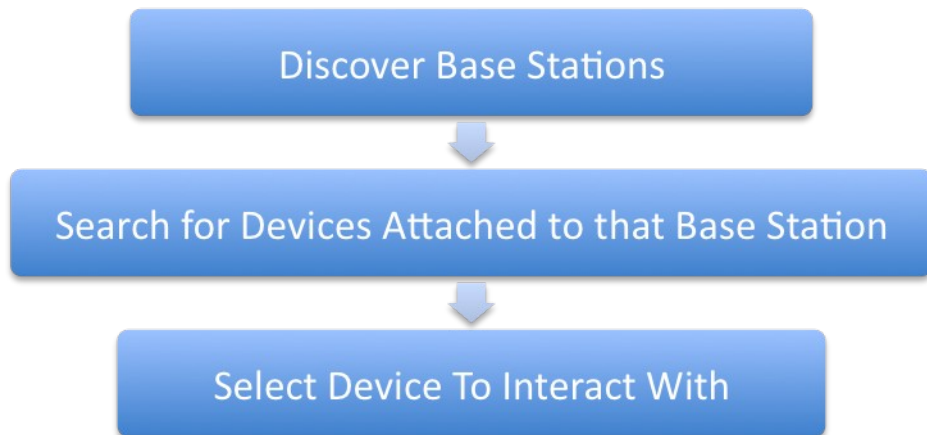 Discover Base Stations
Search for Devices Attached to that Base Station
Select Device To Interact With